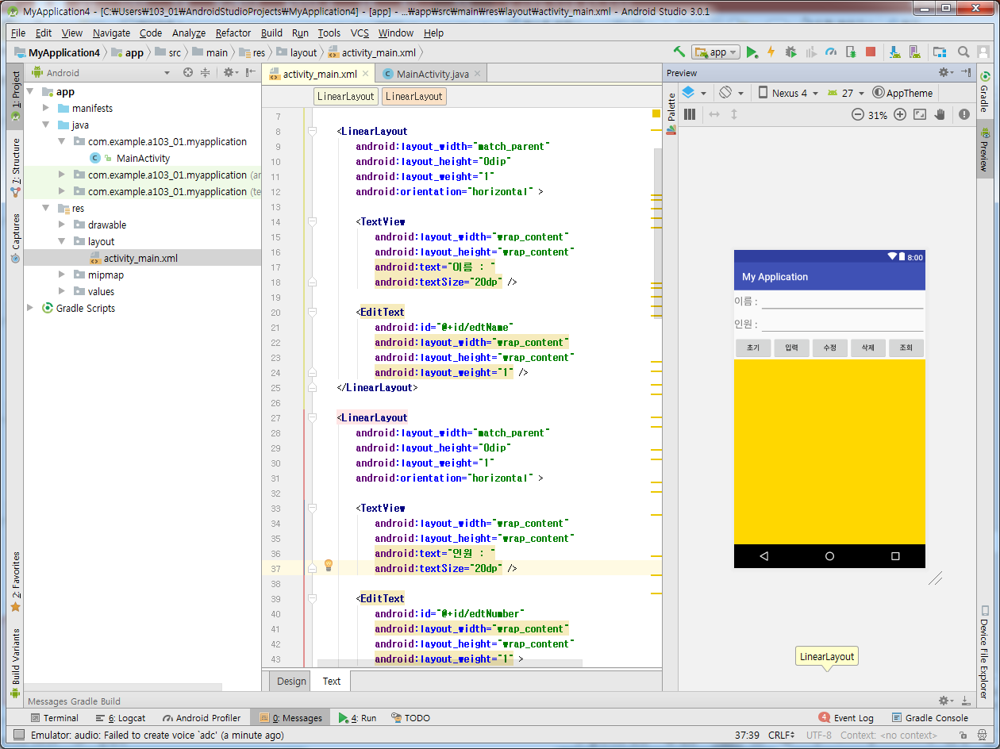 MyApplication4 - [C:₩Users₩103_01₩AndroidStudioProjects₩MyApplication4] - [app] - ...₩app₩src₩main₩res₩layout₩activity_main.xml - Android Studio 3.0.1
File Edit View Navigate Code Analyze Refactor Build Run Tools VCS Window Help
MyApplication4 app src main res layout activity_main.xml app
1: Project
7: Structure
Captures
2: Favorites
Build Variants
Android
app
manifests
java
com.example.a103_01.myapplication
MainActivity
com.example.a103_01.myapplication (ar
com.example.a103_01.myapplication (te
res
drawable
layout
activity_main.xml
mipmap
values
Gradle Scripts
activity_main.xml MainActivity.java
LinearLayout LinearLayout
7
8 <LinearLayout
9 android:layout_width="match_parent"
10 android:layout_height="0dip"
11 android:layout_weight="1"
12 android:orientation="horizontal" >
13
14 <TextView
15 android:layout_width="wrap_content"
16 android:layout_height="wrap_content"
17 android:text="이름 : "
18 android:textSize="20dp" />
19
20 <EditText
21 android:id="@+id/edtName"
22 android:layout_width="wrap_content"
23 android:layout_height="wrap_content"
24 android:layout_weight="1" />
25 </LinearLayout>
26
27 <LinearLayout
28 android:layout_width="match_parent"
29 android:layout_height="0dip"
30 android:layout_weight="1"
31 android:orientation="horizontal" >
32
33 <TextView
34 android:layout_width="wrap_content"
35 android:layout_height="wrap_content"
36 android:text="인원 : "
37 android:textSize="20dp" />
38
39 <EditText
40 android:id="@+id/edtNumber"
41 android:layout_width="wrap_content"
42 android:layout_height="wrap_content"
43 android:layout_weight="1" >
Design Text
Preview
Palette
Nexus 4 27 AppTheme
31%
8:00
My Application
이름 :
인원 :
초기 입력 수정 삭제 조회
LinearLayout
Gradle
Preview
Device File Explorer
Messages Gradle Build
Terminal 6: Logcat Android Profiler 0: Messages 4: Run TODO 4 Event Log Gradle Console
Emulator: audio: Failed to create voice `adc' (a minute ago) 37:39 CRLF UTF-8 Context: <no context>